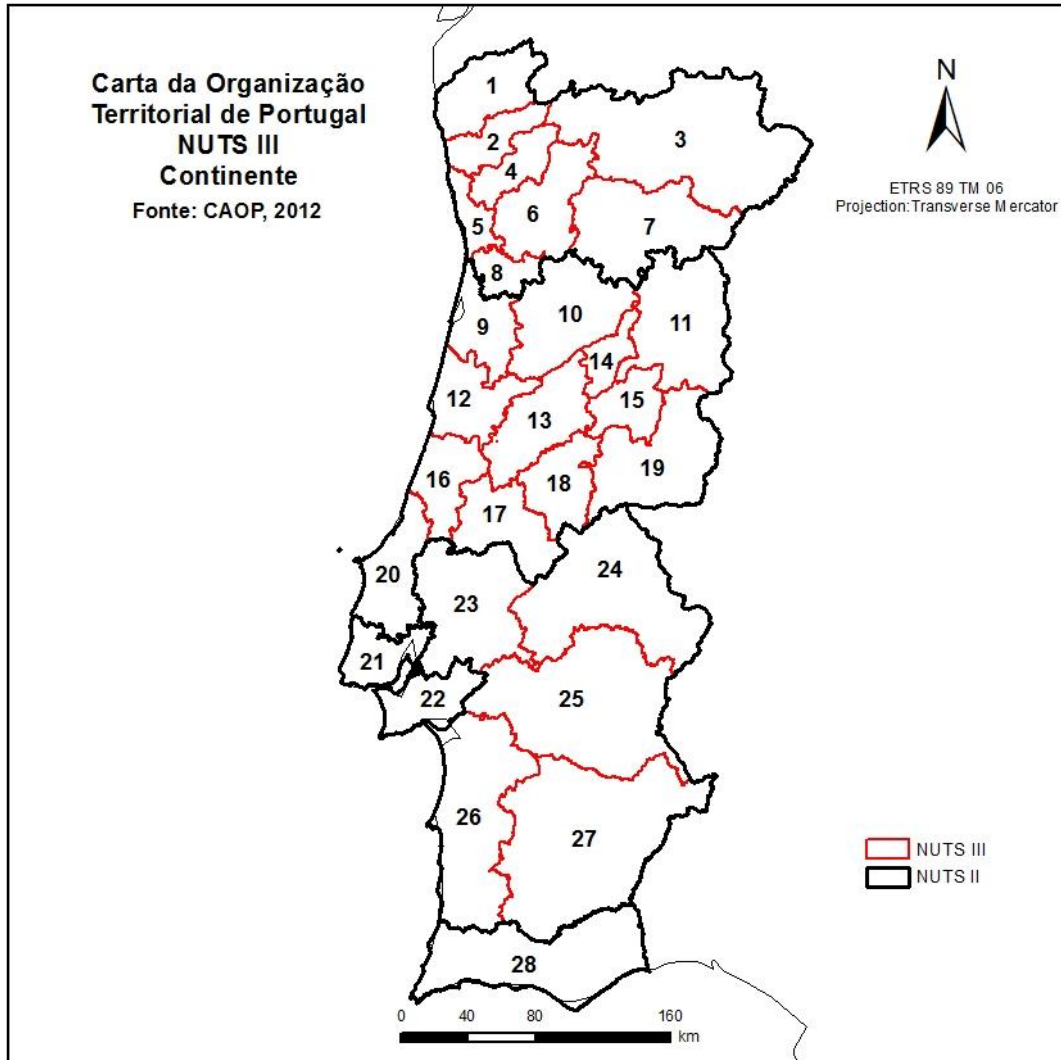 Carta da Organização
Territorial de Portugal
NUTS III
Continente
Fonte: CAOP, 2012
N
ETRS 89 TM 06
Projection:Transverse Mercator
1
2
3
4
5
6
7
8
9
10
11
12
13
14
15
16
17
18
19
20
21
22
23
24
25
26
27
28
NUTS III
NUTS II
0 40 80 160
km